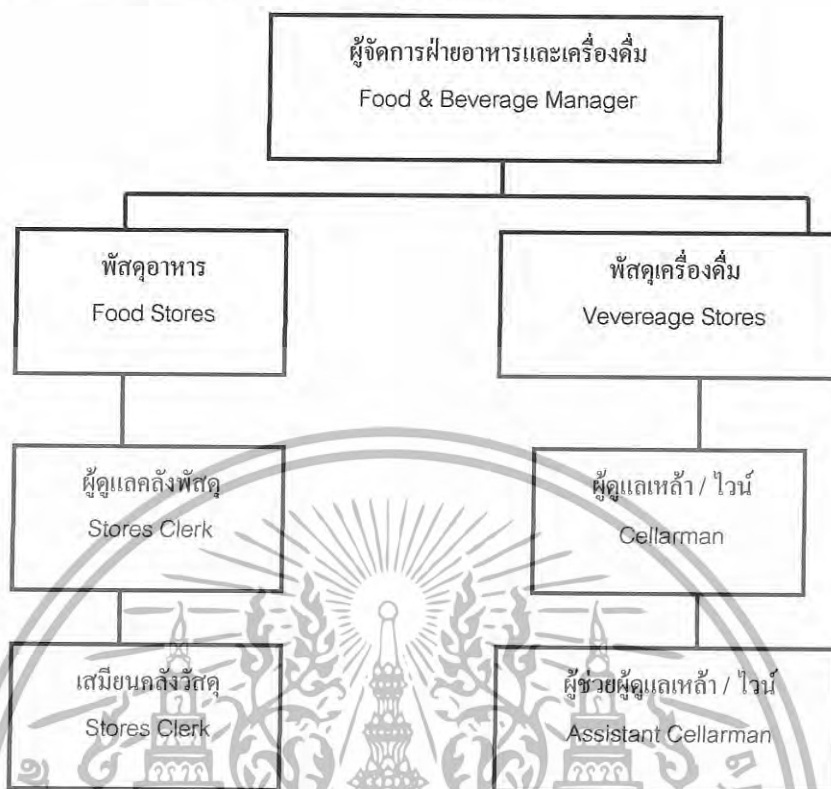 ผู้จัดการฝ่ายอาหารและเครื่องดื่ม
Food & Beverage Manager
พัสดุอาหาร
Food Stores
พัสดุเครื่องดื่ม
Vevereage Stores
ผู้ดูแลคลังพัสดุ
Stores Clerk
ผู้ดูแลเหล้า / ไวน์
Cellarman
เสมียนคลังวัสดุ
Stores Clerk
ผู้ช่วยผู้ดูแลเหล้า / ไวน์
Assistant Cellarman